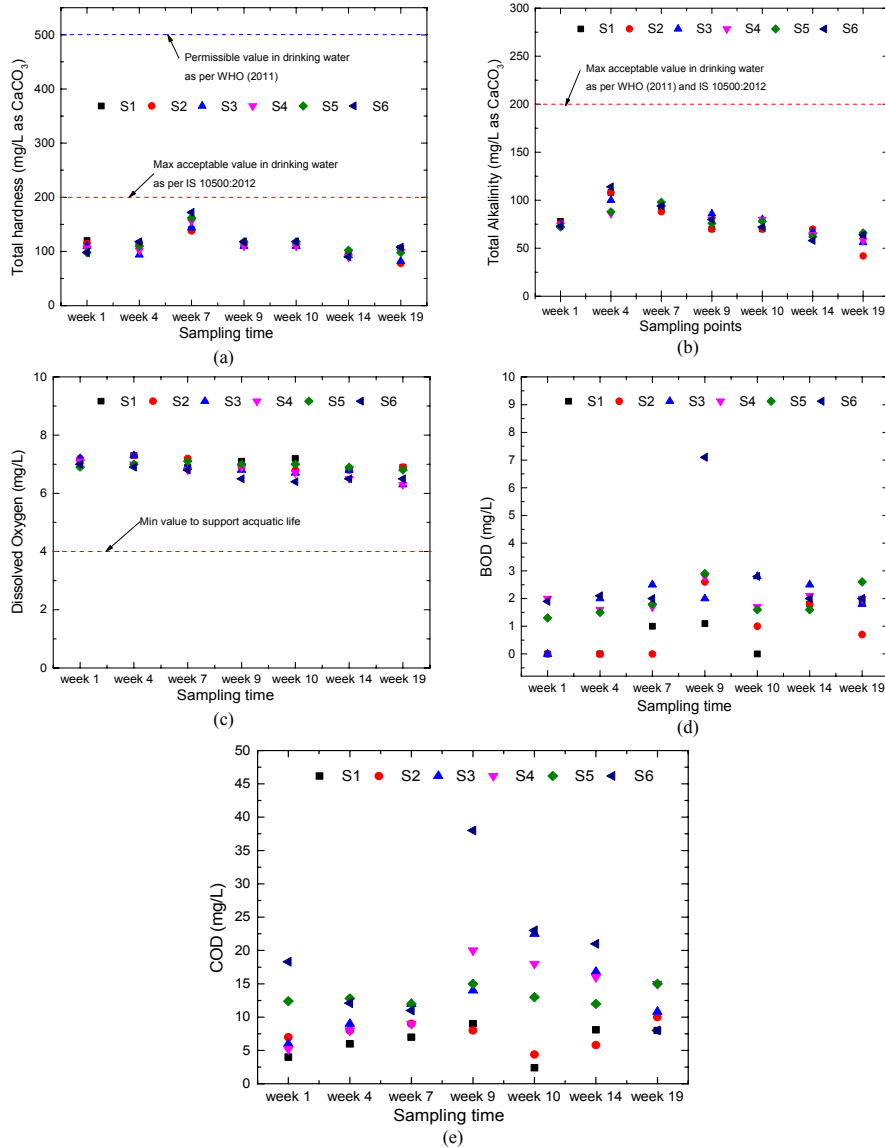 Total hardness (mg/L as CaCO3)
500
400
300
200
100
0
Permissible value in drinking water
as per WHO (2011)
S1 S2 S3 S4 S5 S6
Max acceptable value in drinking water
as per IS 10500:2012
week 1 week 4 week 7 week 9 week 10 week 14 week 19
Sampling time
(a)
Total Alkalinity (mg/L as CaCO3)
300
250
200
150
100
50
0
S1 S2 S3 S4 S5 S6
Max acceptable value in drinking water
as per WHO (2011) and IS 10500:2012
week 1 week 4 week 7 week 9 week 10 week 14 week 19
Sampling points
(b)
Dissolved Oxygen (mg/L)
10
8
6
4
2
0
S1 S2 S3 S4 S5 S6
Min value to support acquatic life
week 1 week 4 week 7 week 9 week 10 week 14 week 19
Sampling time
(c)
BOD (mg/L)
10
9
8
7
6
5
4
3
2
1
0
S1 S2 S3 S4 S5 S6
week 1 week 4 week 7 week 9 week 10 week 14 week 19
Sampling time
(d)
COD (mg/L)
50
45
40
35
30
25
20
15
10
5
0
S1 S2 S3 S4 S5 S6
week 1 week 4 week 7 week 9 week 10 week 14 week 19
Sampling time
(e)